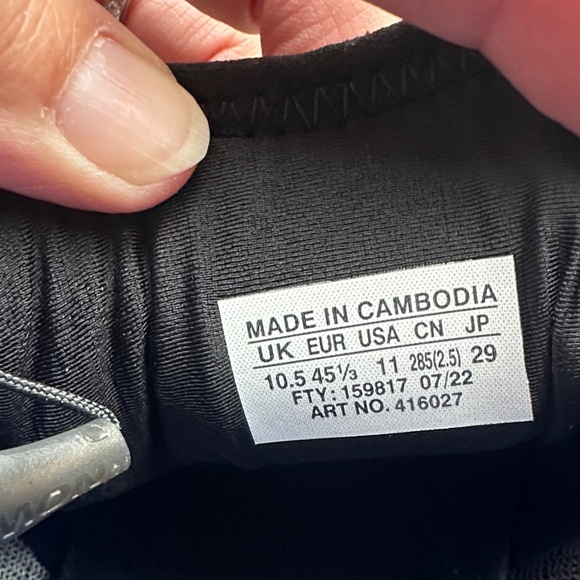 MADE IN CAMBODIA
UK EUR USA CN JP
10.5 45⅓ 11 285(2.5) 29
FTY: 159817 07/22
ART NO. 416027